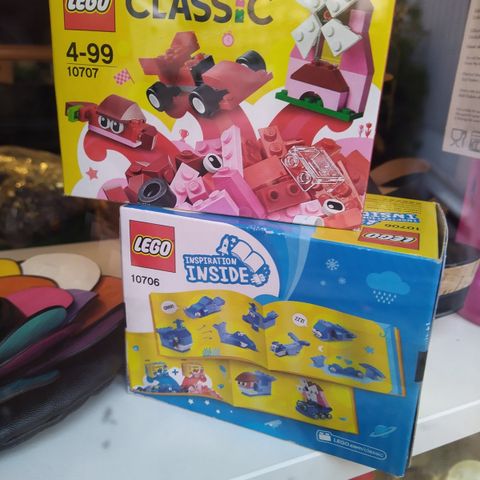 LEGO
CLASSIC
4-99
10707
LEGO
10706
INSPIRATION
INSIDE
LEGO
10706
LEGO.com/classic